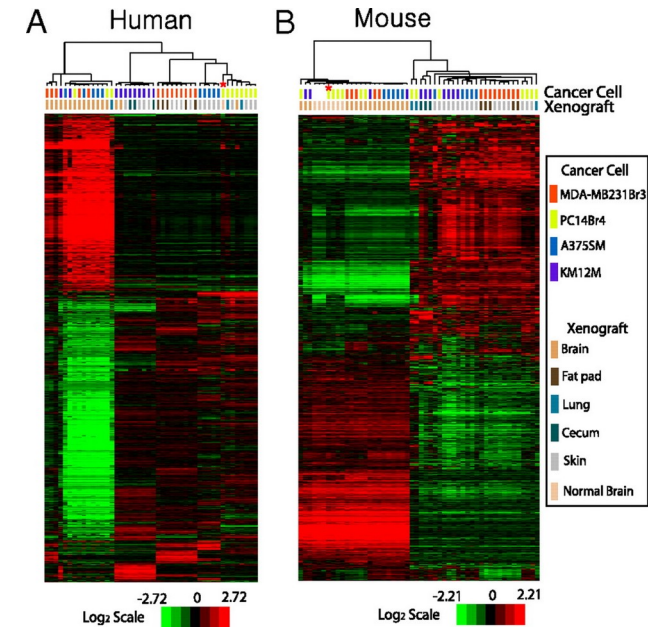 A Human
B Mouse
*
*
Cancer Cell
Xenograft
Cancer Cell
MDA-MB231Br3
PC14Br4
A375SM
KM12M
Xenograft
Brain
Fat pad
Lung
Cecum
Skin
Normal Brain
-2.72 0 2.72
Log2 Scale
-2.21 0 2.21
Log2 Scale